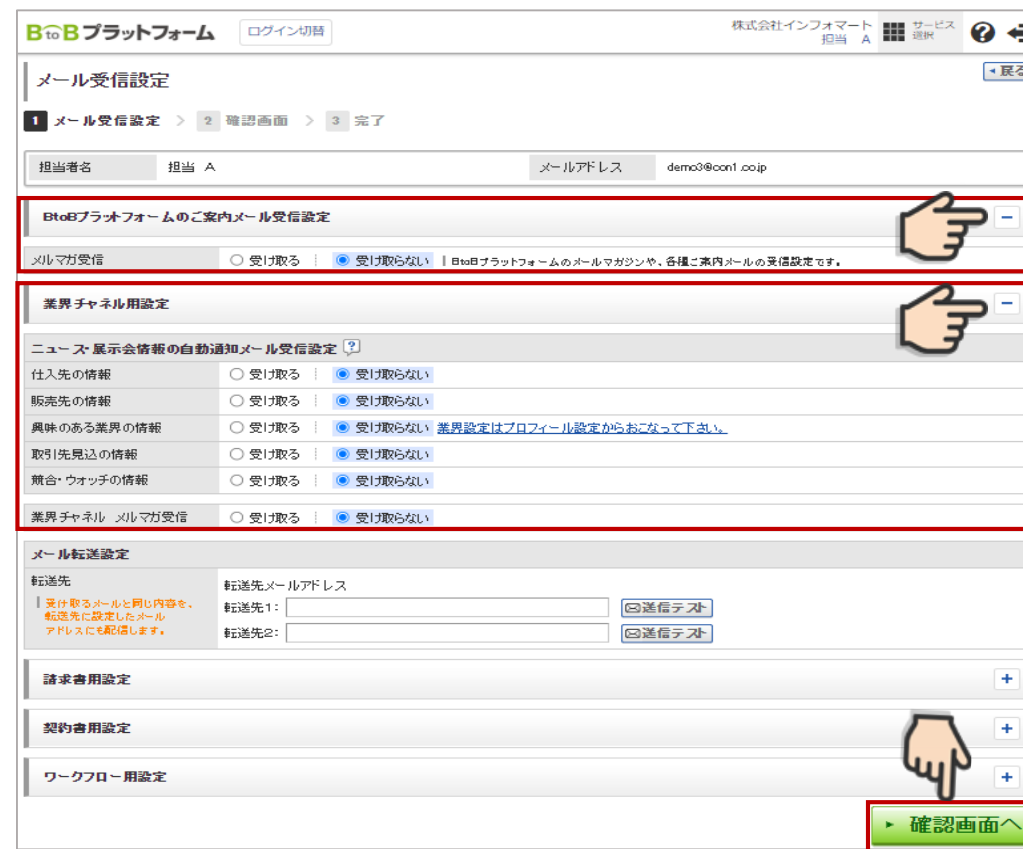 BtoBプラットフォーム ログイン切替 株式会社インフォマート 担当 A サービス選択
メール受信設定 戻る
1 メール受信設定 > 2 確認画面 > 3 完了
担当者名 担当 A メールアドレス demo3@con1.co.jp
BtoBプラットフォームのご案内メール受信設定
メルマガ受信 受け取る 受け取らない BtoBプラットフォームのメールマガジンや、各種ご案内メールの受信設定です。
業界チャネル用設定
ニュース・展示会情報の自動通知メール受信設定 ?
仕入先の情報 受け取る 受け取らない
販売先の情報 受け取る 受け取らない
興味のある業界の情報 受け取る 受け取らない 業界設定はプロフィール設定からおこなって下さい。
取引先見込の情報 受け取る 受け取らない
競合・ウォッチの情報 受け取る 受け取らない
業界チャネル メルマガ受信 受け取る 受け取らない
メール転送設定
転送先 転送先メールアドレス
受け取るメールと同じ内容を、
転送先に設定したメール
アドレスにも配信します。
転送先1: 送信テスト
転送先2: 送信テスト
請求書用設定
契約書用設定
ワークフロー用設定
確認画面へ